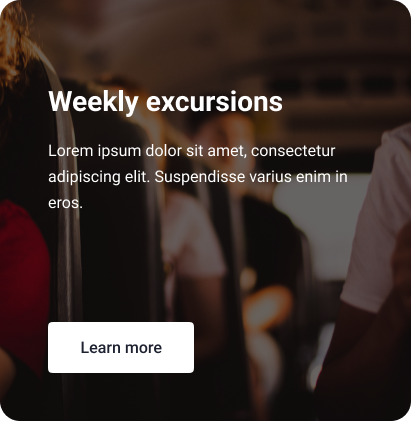 Weekly excursions
Lorem ipsum dolor sit amet, consectetur
adipiscing elit. Suspendisse varius enim in
eros.
Learn more